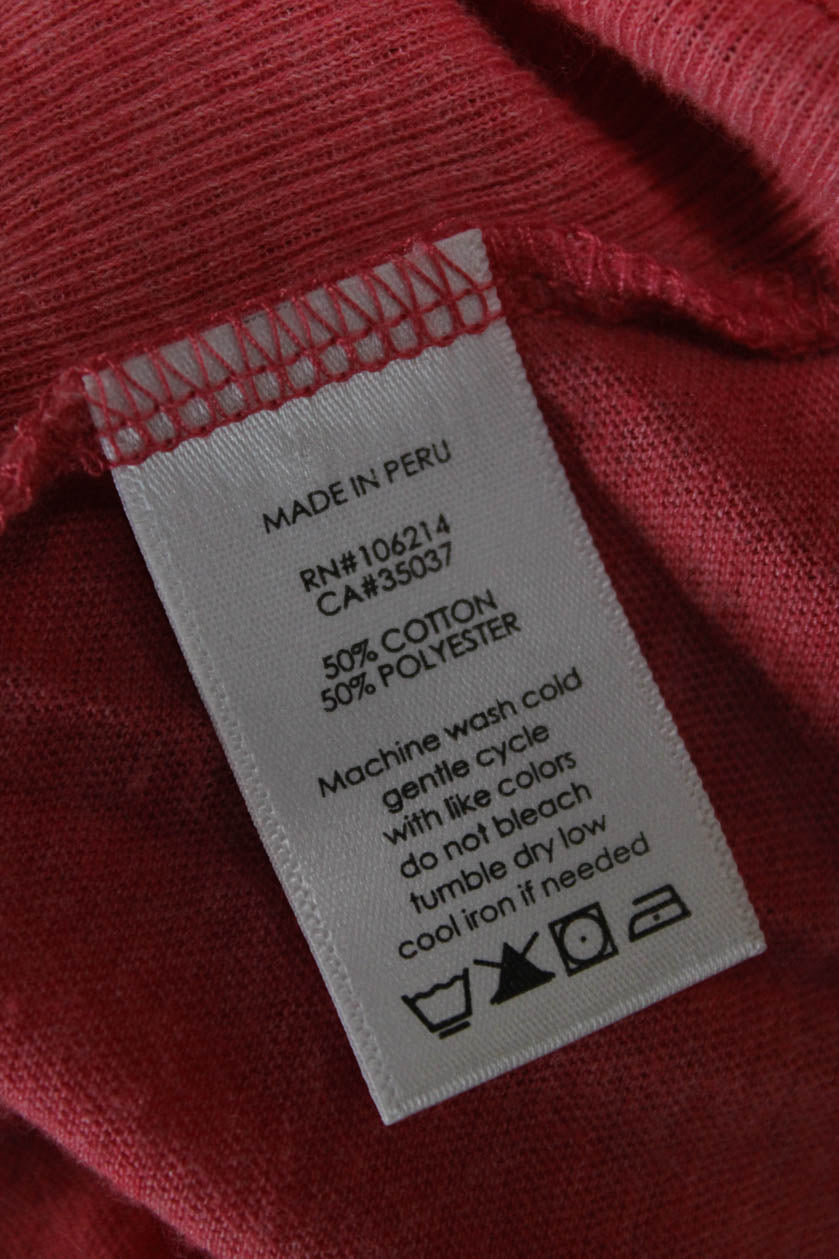 MADE IN PERU
RN#106214
CA#35037
50% COTTON
50% POLYESTER
Machine wash cold
gentle cycle
with like colors
do not bleach
tumble dry low
cool iron if needed